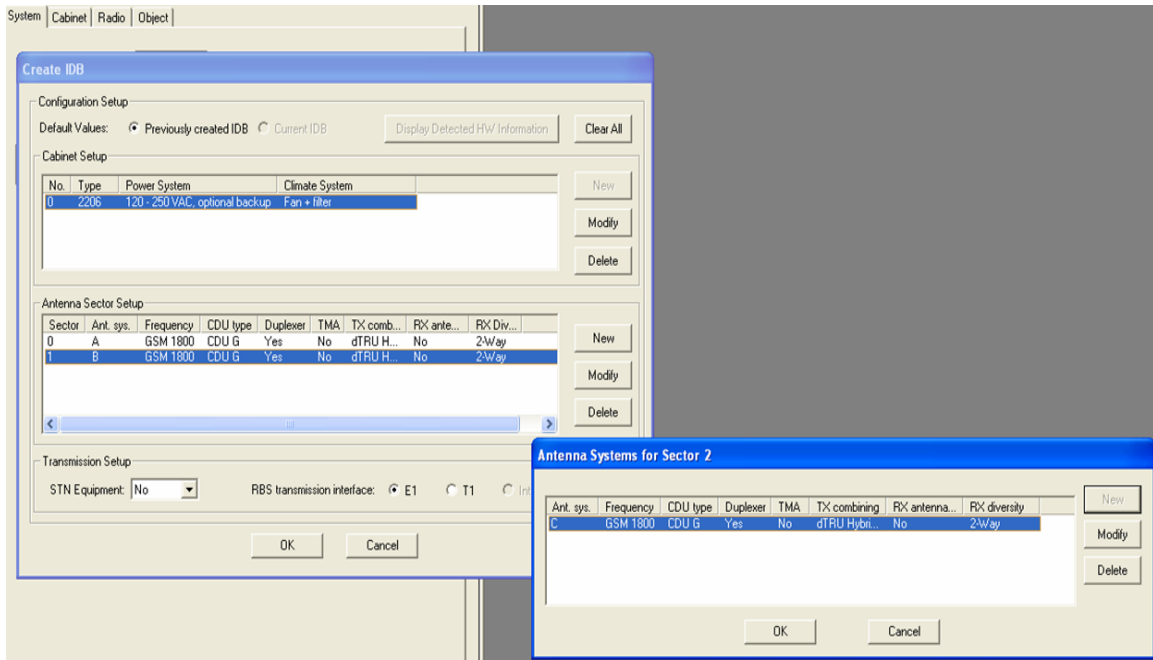 System Cabinet Radio Object
Create IDB
Configuration Setup
Default Values: Previously created IDB Current IDB Display Detected HW Information Clear All
Cabinet Setup
No. Type Power System Climate System New
0 2206 120 - 250 VAC, optional backup Fan + filter
Modify
Delete
Antenna Sector Setup
Sector Ant. sys. Frequency CDU type Duplexer TMA TX comb... RX ante... RX Div...
0 A GSM 1800 CDU G Yes No dTRU H... No 2-Way New
1 B GSM 1800 CDU G Yes No dTRU H... No 2-Way
Modify
Delete
Transmission Setup
STN Equipment: No RBS transmission interface: E1 T1 Int
OK Cancel
Antenna Systems for Sector 2
Ant. sys. Frequency CDU type Duplexer TMA TX combining RX antenna... RX diversity New
C GSM 1800 CDU G Yes No dTRU Hybri... No 2-Way
Modify
Delete
OK Cancel